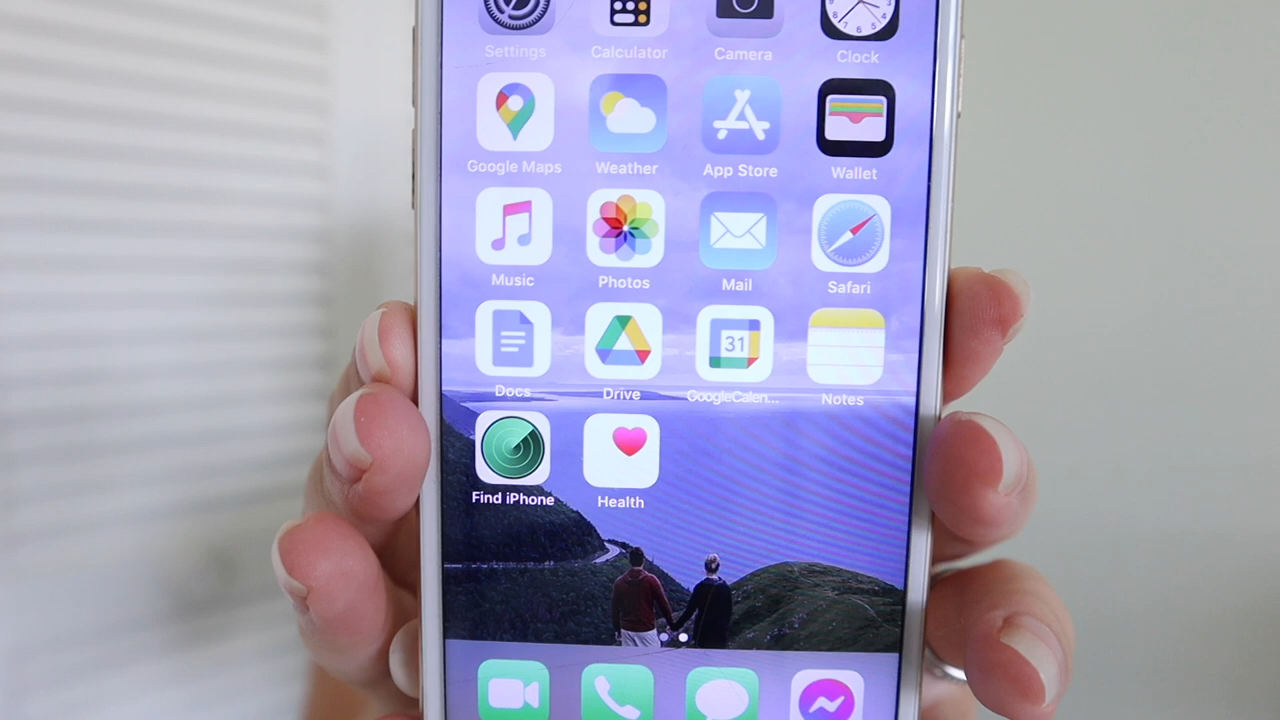 Settings Calculator Camera Clock
Google Maps Weather App Store Wallet
Music Photos Mail Safari
31
Docs Drive GoogleCalen... Notes
Find iPhone Health